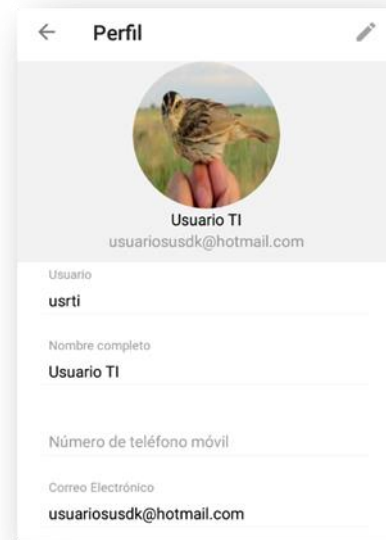 Perfil
Usuario TI
usuariosusdk@hotmail.com
Usuario
usrti
Nombre completo
Usuario TI
Número de teléfono móvil
Correo Electrónico
usuariosusdk@hotmail.com